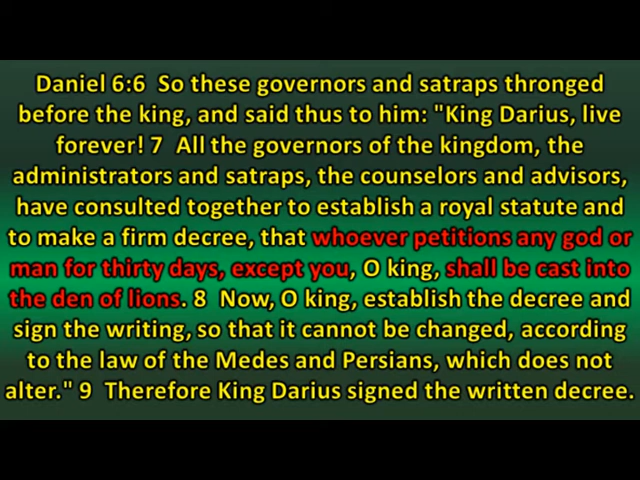 Daniel 6:6  So these governors and satraps thronged
before the king, and said thus to him: "King Darius, live
forever! 7  All the governors of the kingdom, the
administrators and satraps, the counselors and advisors,
have consulted together to establish a royal statute and
to make a firm decree, that whoever petitions any god or
man for thirty days, except you, O king, shall be cast into
the den of lions. 8  Now, O king, establish the decree and
sign the writing, so that it cannot be changed, according
to the law of the Medes and Persians, which does not
alter." 9  Therefore King Darius signed the written decree.